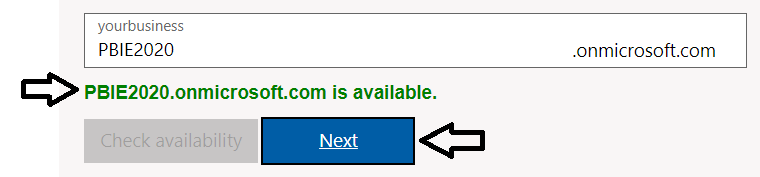 yourbusiness
PBIE2020 .onmicrosoft.com
PBIE2020.onmicrosoft.com is available.
Check availability Next